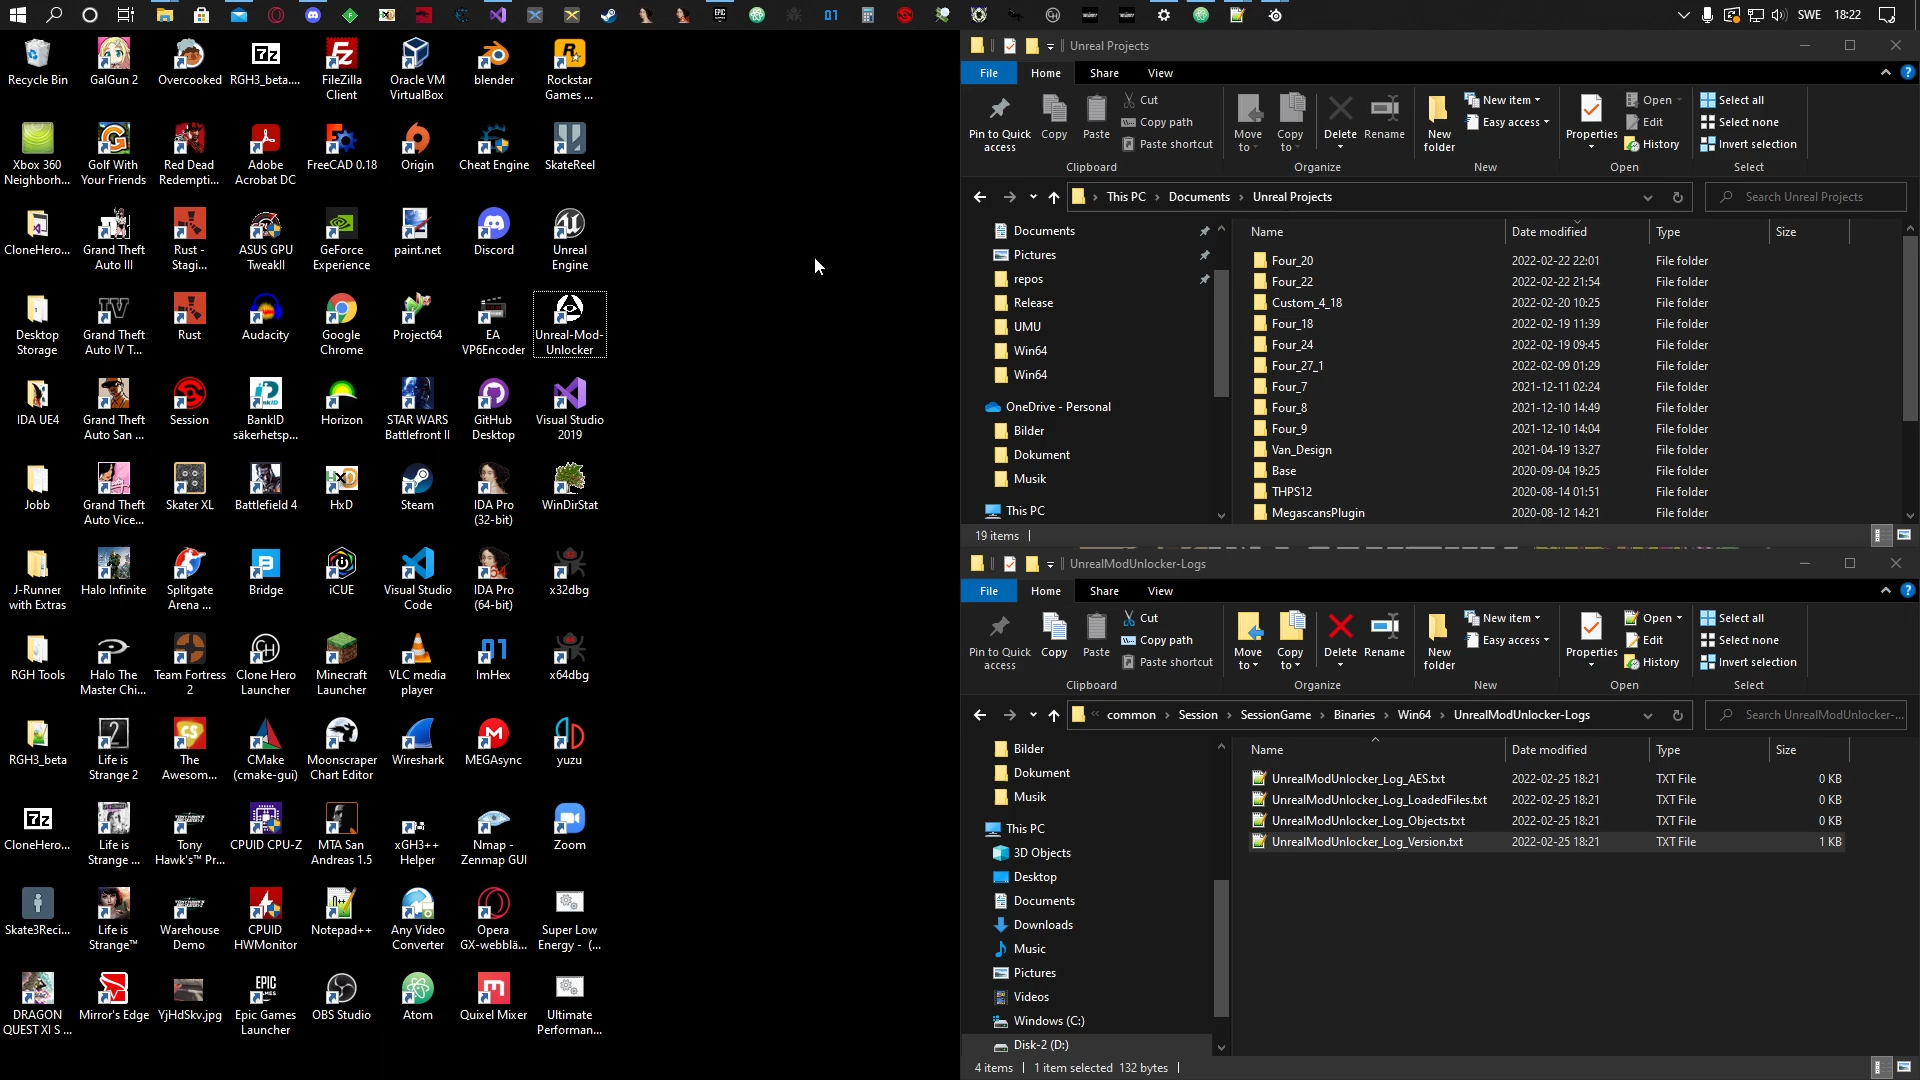 SWE 18:22
Recycle Bin
GalGun 2
Overcooked
RGH3_beta....
FileZilla Client
Oracle VM VirtualBox
blender
Rockstar Games ...
Xbox 360 Neighborh...
Golf With Your Friends
Red Dead Redempti...
Adobe Acrobat DC
FreeCAD 0.18
Origin
Cheat Engine
SkateReel
CloneHero...
Grand Theft Auto III
Rust - Stagi...
ASUS GPU TweakII
GeForce Experience
paint.net
Discord
Unreal Engine
Desktop Storage
Grand Theft Auto IV T...
Rust
Audacity
Google Chrome
Project64
EA VP6Encoder
Unreal-Mod-Unlocker
IDA UE4
Grand Theft Auto San ...
Session
BankID säkerhetsp...
Horizon
STAR WARS Battlefront II
GitHub Desktop
Visual Studio 2019
Jobb
Grand Theft Auto Vice...
Skater XL
Battlefield 4
HxD
Steam
IDA Pro (32-bit)
WinDirStat
J-Runner with Extras
Halo Infinite
Splitgate Arena ...
Bridge
iCUE
Visual Studio Code
IDA Pro (64-bit)
x32dbg
RGH Tools
Halo The Master Chi...
Team Fortress 2
Clone Hero Launcher
Minecraft Launcher
VLC media player
ImHex
x64dbg
RGH3_beta
Life is Strange 2
The Awesom...
CMake (cmake-gui)
Moonscraper Chart Editor
Wireshark
MEGAsync
yuzu
CloneHero...
Life is Strange ...
Tony Hawk's™ Pr...
CPUID CPU-Z
MTA San Andreas 1.5
xGH3++ Helper
Nmap - Zenmap GUI
Zoom
Skate3Reci...
Life is Strange™
Warehouse Demo
CPUID HWMonitor
Notepad++
Any Video Converter
Opera GX-webblä...
Super Low Energy - (...
DRAGON QUEST XI S ...
Mirror's Edge
YjHdSkv.jpg
Epic Games Launcher
OBS Studio
Atom
Quixel Mixer
Ultimate Performan...
Unreal Projects
File Home Share View
Pin to Quick access
Copy
Paste
Cut
Copy path
Paste shortcut
Clipboard
Move to
Copy to
Delete
Rename
Organize
New folder
New item
Easy access
New
Properties
Open
Edit
History
Open
Select all
Select none
Invert selection
Select
This PC > Documents > Unreal Projects
Search Unreal Projects
Documents
Pictures
repos
Release
UMU
Win64
Win64
OneDrive - Personal
Bilder
Dokument
Musik
This PC
Name Date modified Type Size
Four_20 2022-02-22 22:01 File folder
Four_22 2022-02-22 21:54 File folder
Custom_4_18 2022-02-20 10:25 File folder
Four_18 2022-02-19 11:39 File folder
Four_24 2022-02-19 09:45 File folder
Four_27_1 2022-02-09 01:29 File folder
Four_7 2021-12-11 02:24 File folder
Four_8 2021-12-10 14:49 File folder
Four_9 2021-12-10 14:04 File folder
Van_Design 2021-04-19 13:27 File folder
Base 2020-09-04 19:25 File folder
THPS12 2020-08-14 01:51 File folder
MegascansPlugin 2020-08-12 14:21 File folder
19 items
UnrealModUnlocker-Logs
File Home Share View
Pin to Quick access
Copy
Paste
Cut
Copy path
Paste shortcut
Clipboard
Move to
Copy to
Delete
Rename
Organize
New folder
New item
Easy access
New
Properties
Open
Edit
History
Open
Select all
Select none
Invert selection
Select
« common > Session > SessionGame > Binaries > Win64 > UnrealModUnlocker-Logs
Search UnrealModUnlocker-...
Bilder
Dokument
Musik
This PC
3D Objects
Desktop
Documents
Downloads
Music
Pictures
Videos
Windows (C:)
Disk-2 (D:)
Name Date modified Type Size
UnrealModUnlocker_Log_AES.txt 2022-02-25 18:21 TXT File 0 KB
UnrealModUnlocker_Log_LoadedFiles.txt 2022-02-25 18:21 TXT File 0 KB
UnrealModUnlocker_Log_Objects.txt 2022-02-25 18:21 TXT File 0 KB
UnrealModUnlocker_Log_Version.txt 2022-02-25 18:21 TXT File 1 KB
4 items 1 item selected 132 bytes